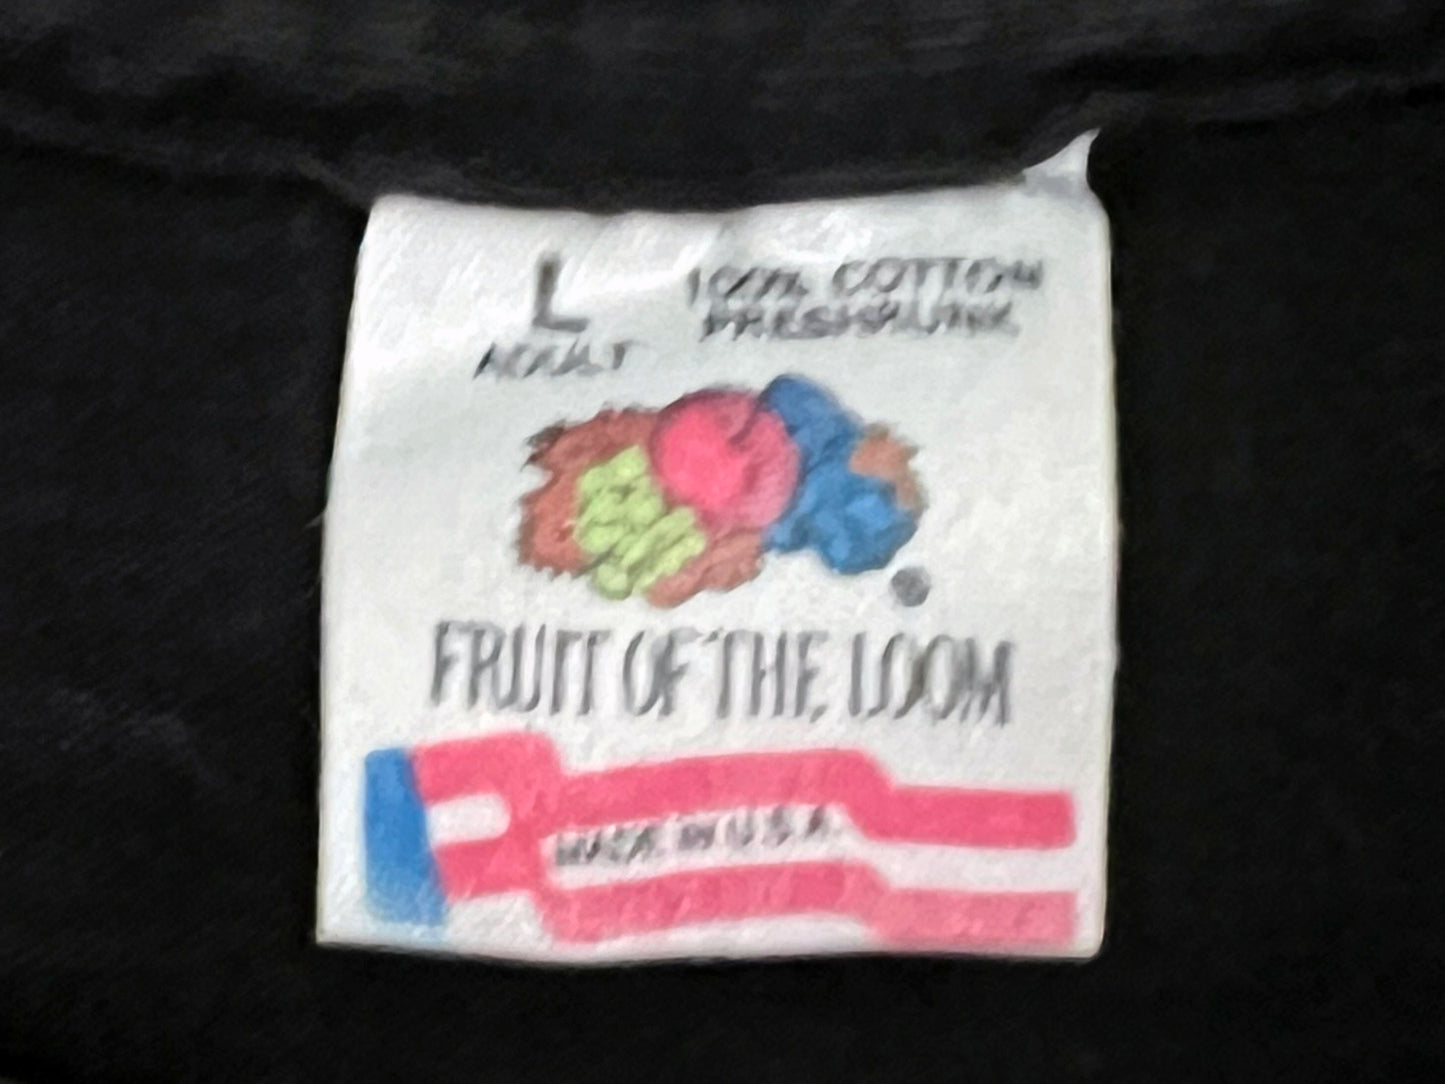 L
100% COTTON
PRESHRUNK
ADULT
FRUIT OF THE LOOM
MADE IN U.S.A.